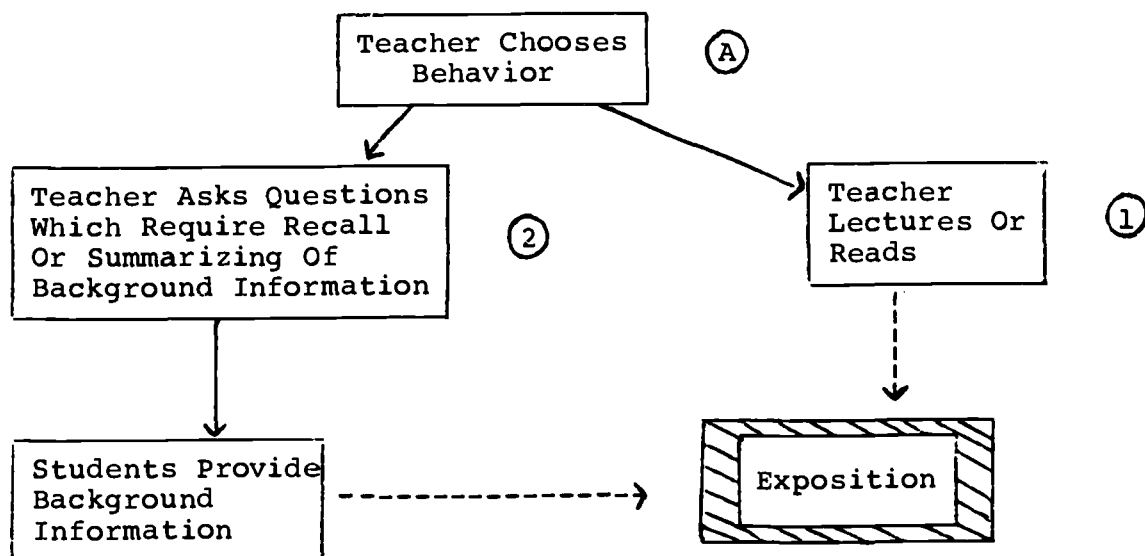 Teacher Chooses
Behavior
A
Teacher Asks Questions
Which Require Recall
Or Summarizing Of
Background Information
2
Teacher
Lectures Or
Reads
1
Students Provide
Background
Information
Exposition